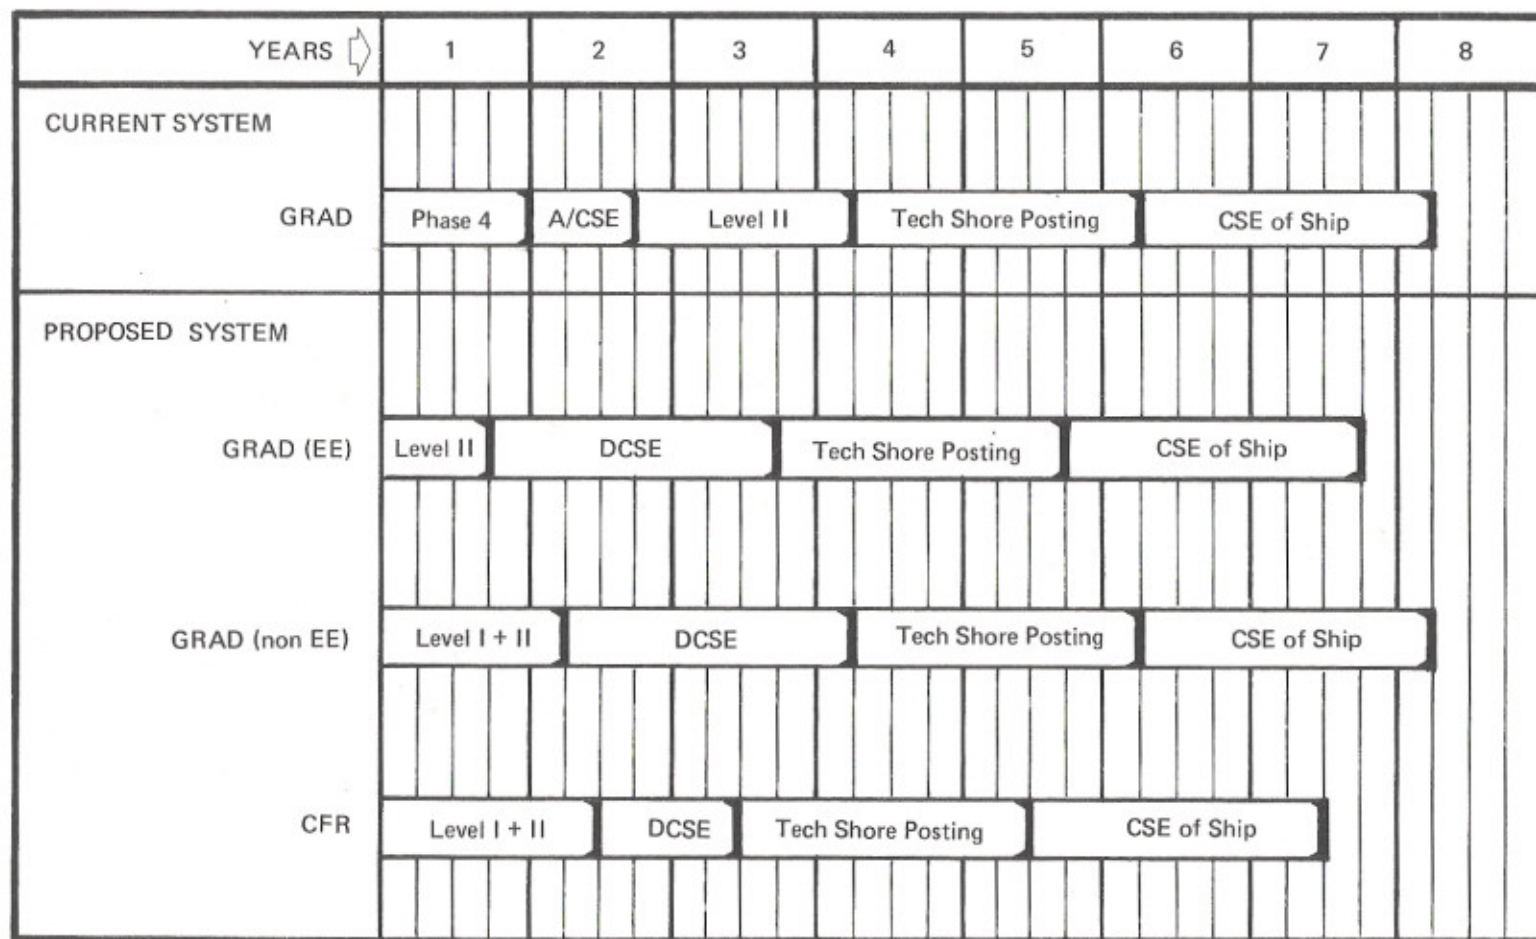 YEARS 1 2 3 4 5 6 7 8
CURRENT SYSTEM
GRAD Phase 4 A/CSE Level II Tech Shore Posting CSE of Ship
PROPOSED SYSTEM
GRAD (EE) Level II DCSE Tech Shore Posting CSE of Ship
GRAD (non EE) Level I + II DCSE Tech Shore Posting CSE of Ship
CFR Level I + II DCSE Tech Shore Posting CSE of Ship